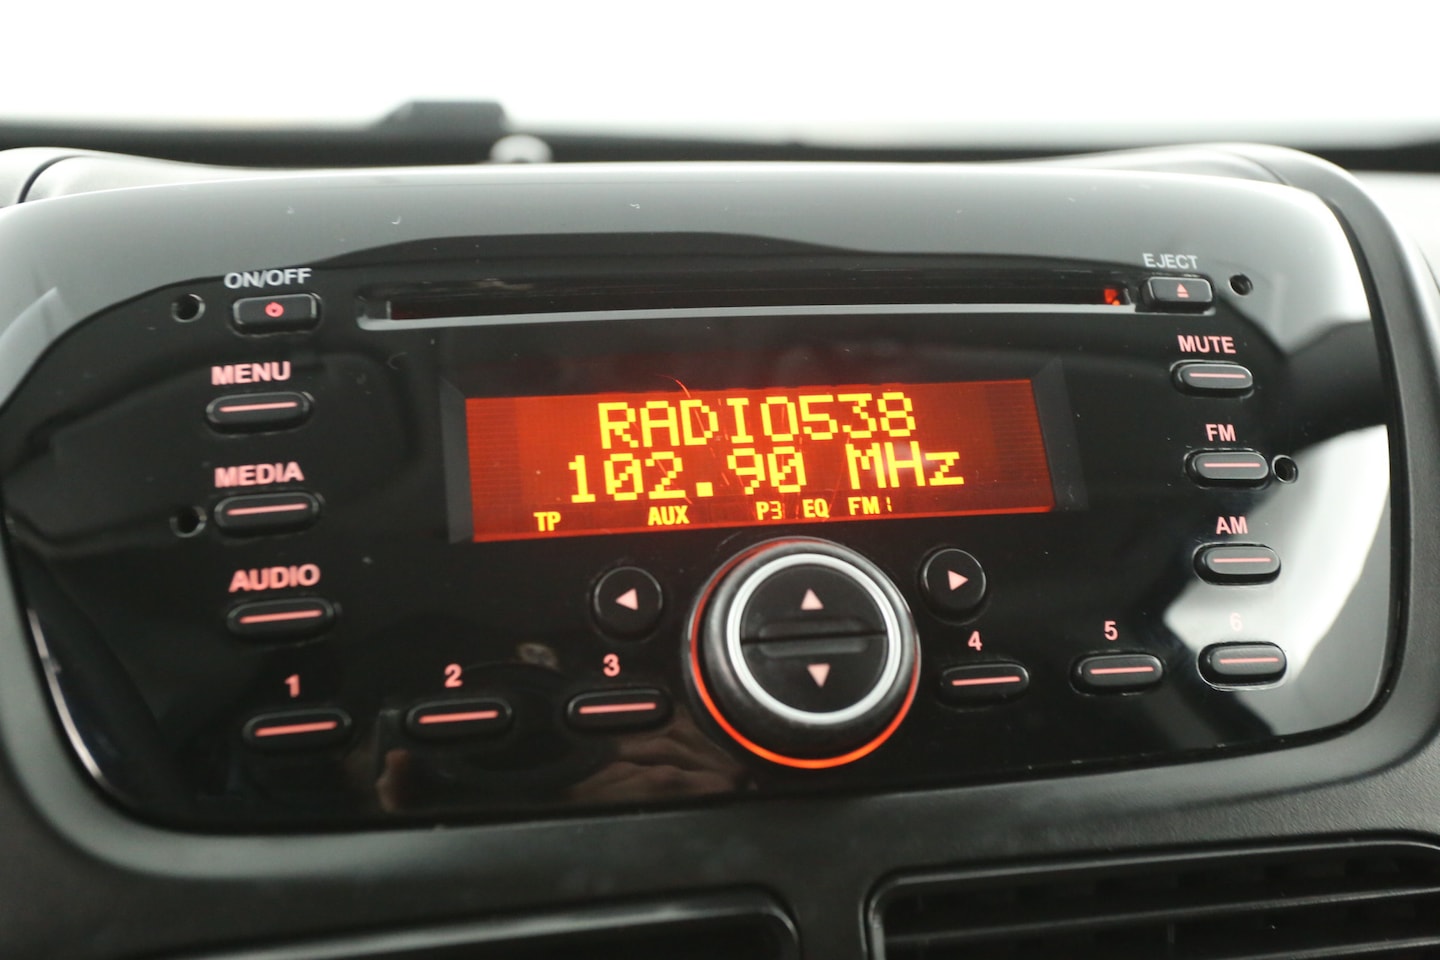 ON/OFF
EJECT
MENU
MUTE
RADIO538
102.90 MHz
TP AUX P3 EQ FM1
FM
MEDIA
AM
AUDIO
1 2 3 4 5 6